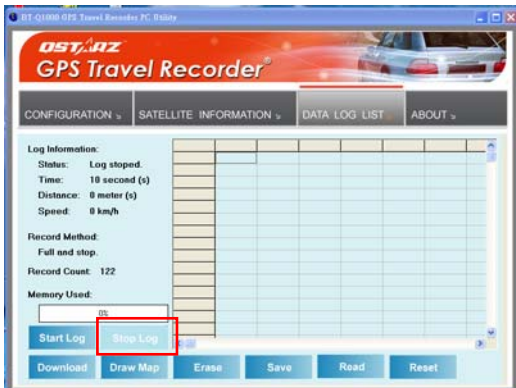 BT-Q1000 GPS Travel Recorder PC Utility
QSTARZ
GPS Travel Recorder®
CONFIGURATION
SATELLITE INFORMATION
DATA LOG LIST
ABOUT
Log Information:
Status: Log stoped.
Time: 10 second (s)
Distance: 0 meter (s)
Speed: 0 km/h
Record Method:
Full and stop.
Record Count: 122
Memory Used:
0%
Start Log
Stop Log
Download
Draw Map
Erase
Save
Read
Reset